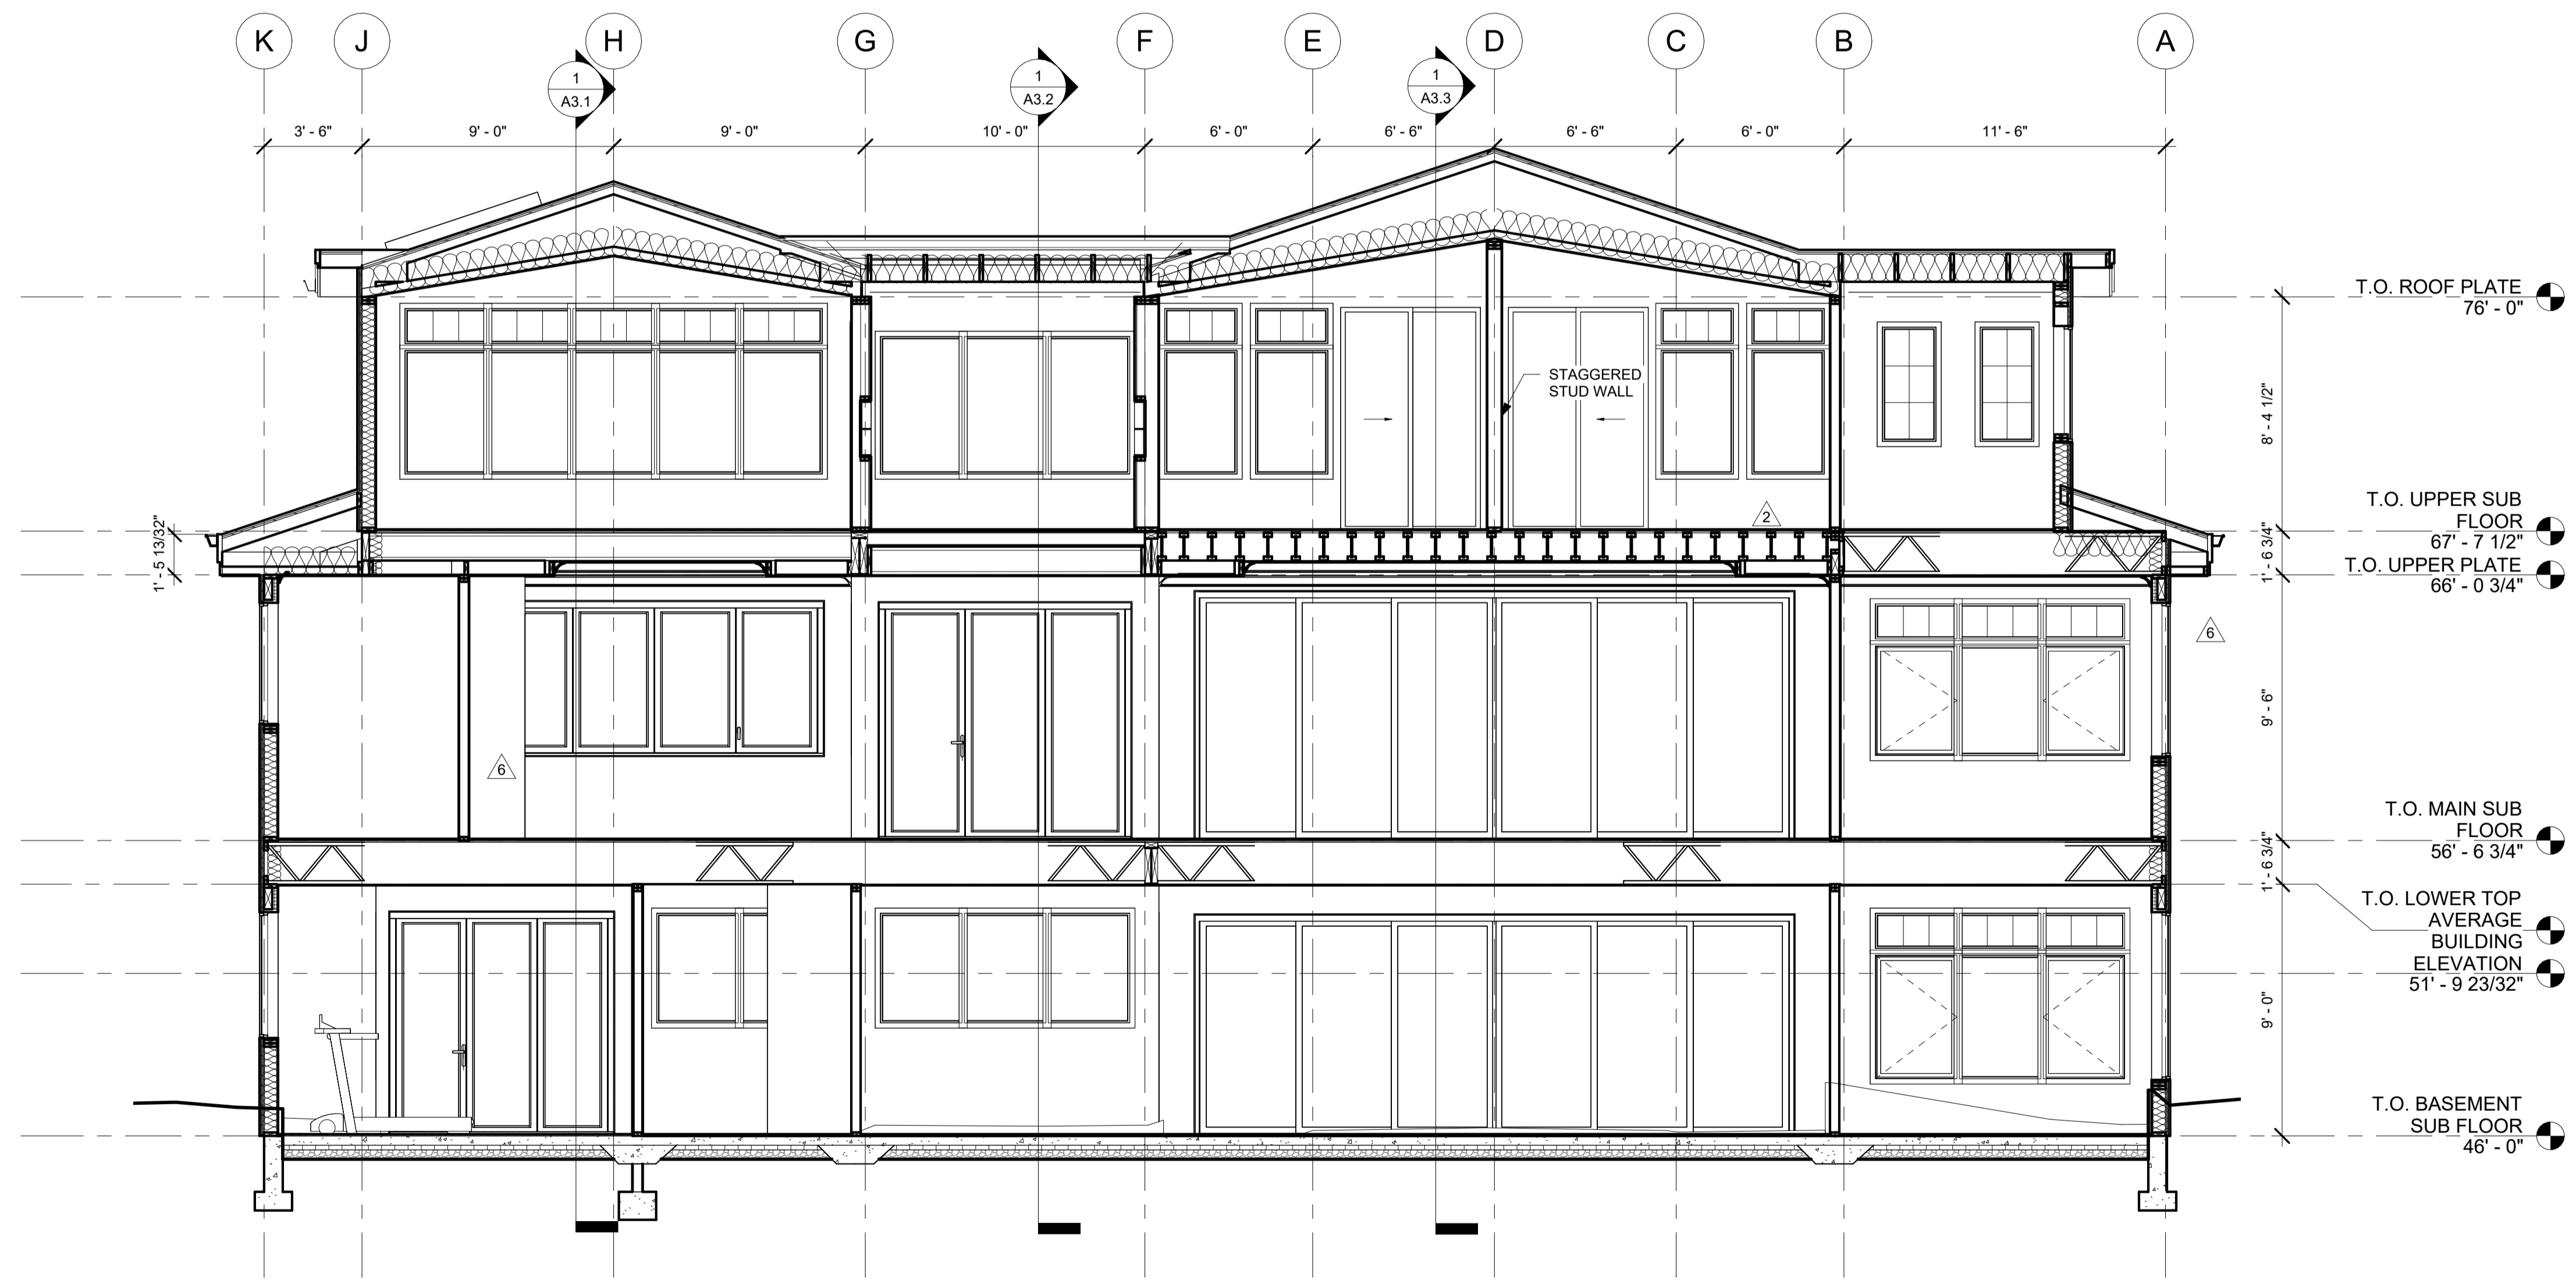 K J H G F E D C B A
1
A3.1
1
A3.2
1
A3.3
3' - 6" 9' - 0" 9' - 0" 10' - 0" 6' - 0" 6' - 6" 6' - 6" 6' - 0" 11' - 6"
T.O. ROOF PLATE
76' - 0"
STAGGERED
STUD WALL
8' - 4 1/2"
2
T.O. UPPER SUB
FLOOR
67' - 7 1/2"
1' - 5 13/32"
1' - 6 3/4"
T.O. UPPER PLATE
66' - 0 3/4"
6
9' - 6"
6
T.O. MAIN SUB
FLOOR
56' - 6 3/4"
1' - 6 3/4"
T.O. LOWER TOP
AVERAGE
BUILDING
ELEVATION
51' - 9 23/32"
9' - 0"
T.O. BASEMENT
SUB FLOOR
46' - 0"